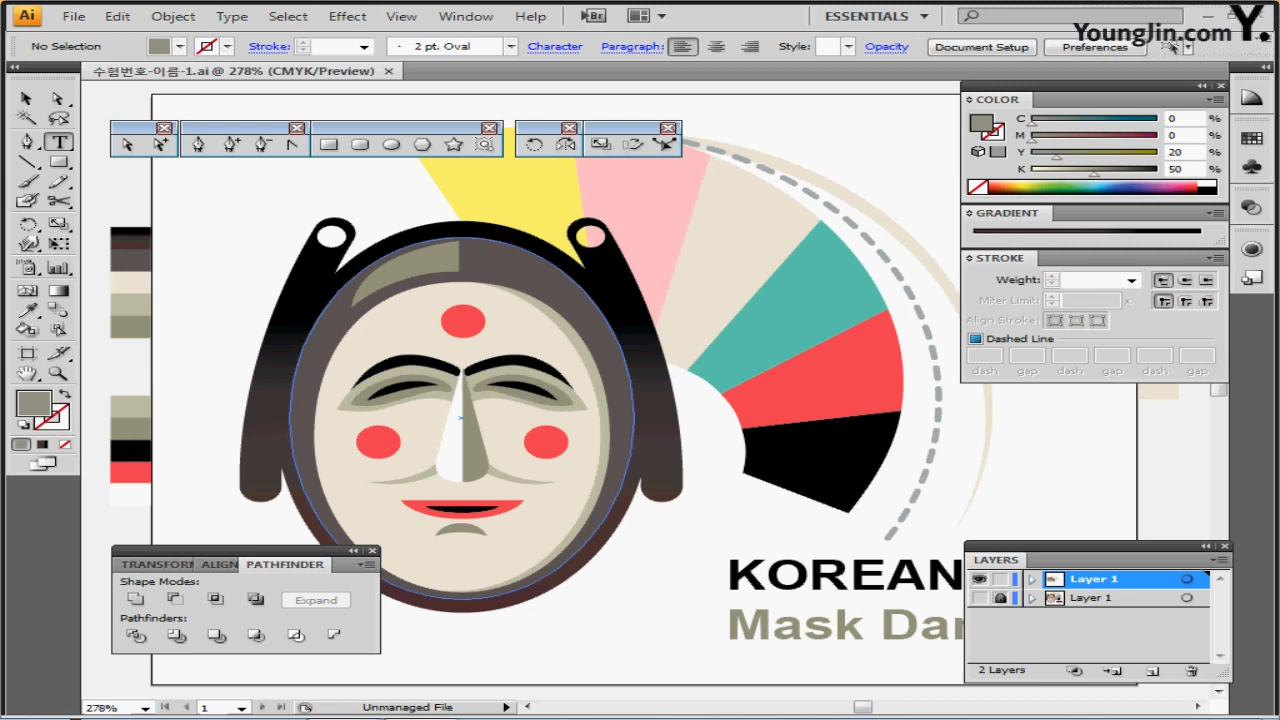 Ai File Edit Object Type Select Effect View Window Help Br ESSENTIALS
YoungJin.com Y.
No Selection Stroke: 2 pt. Oval Character Paragraph: Style: Opacity Document Setup Preferences
수험번호-이름-1.ai @ 278% (CMYK/Preview)
COLOR
C 0 %
M 0 %
Y 20 %
K 50 %
GRADIENT
STROKE
Weight:
Miter Limit: x
Align Stroke:
Dashed Line
dash gap dash gap dash gap
TRANSFORM ALIGN PATHFINDER
Shape Modes:
Expand
Pathfinders:
KOREAN
Mask Dan
LAYERS
Layer 1
Layer 1
2 Layers
278% 1 Unmanaged File